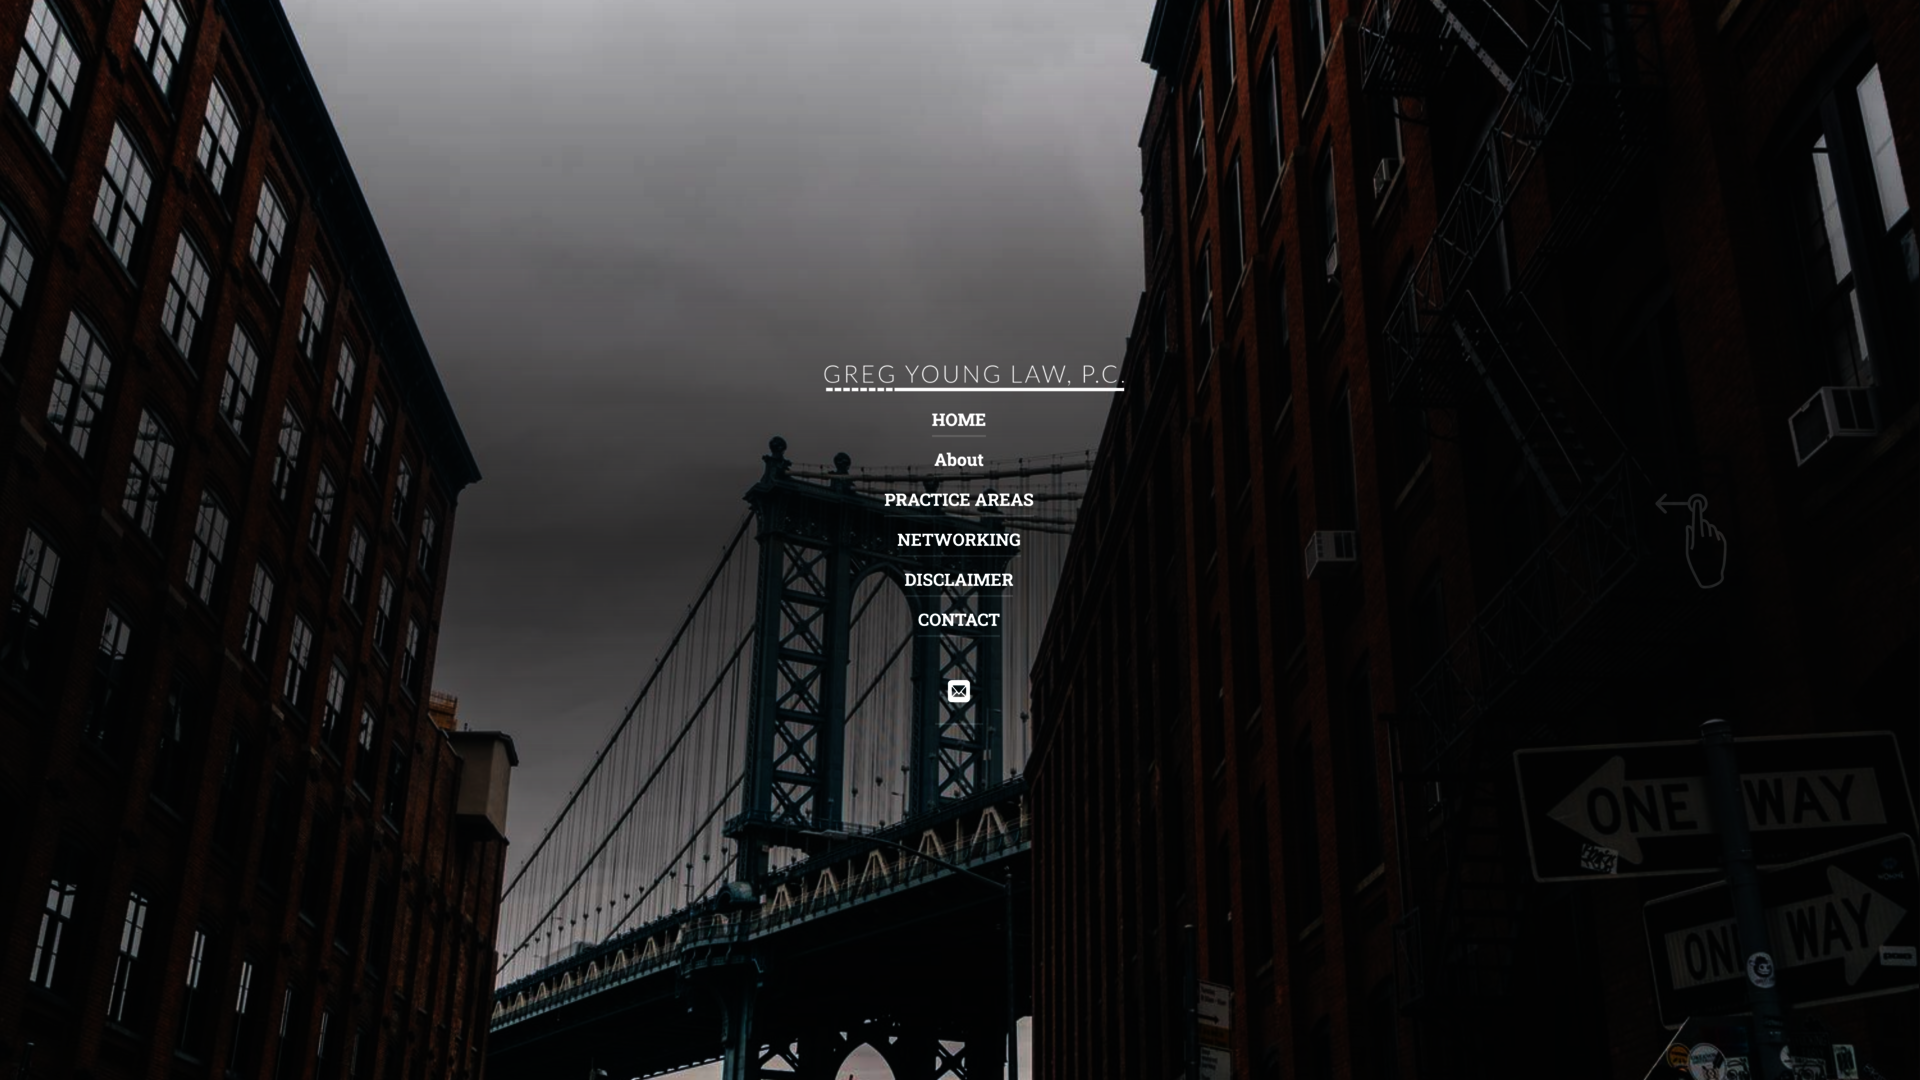 GREG YOUNG LAW, P.C.
HOME
About
PRACTICE AREAS
NETWORKING
DISCLAIMER
CONTACT
ONE WAY
ONE WAY